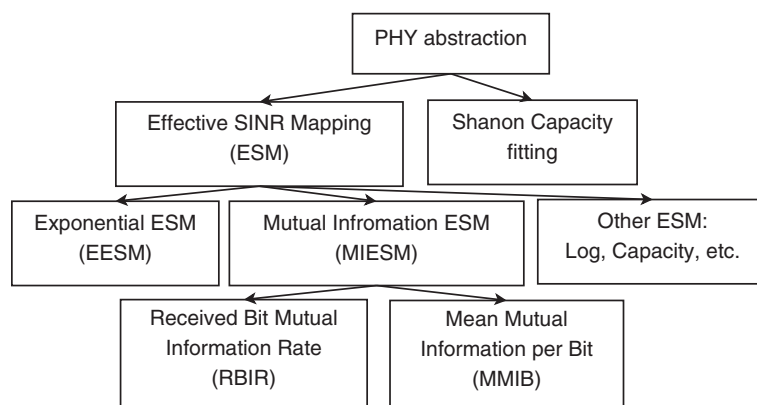 PHY abstraction
Effective SINR Mapping
(ESM)
Shanon Capacity
fitting
Exponential ESM
(EESM)
Mutual Infromation ESM
(MIESM)
Other ESM:
Log, Capacity, etc.
Received Bit Mutual
Information Rate
(RBIR)
Mean Mutual
Information per Bit
(MMIB)